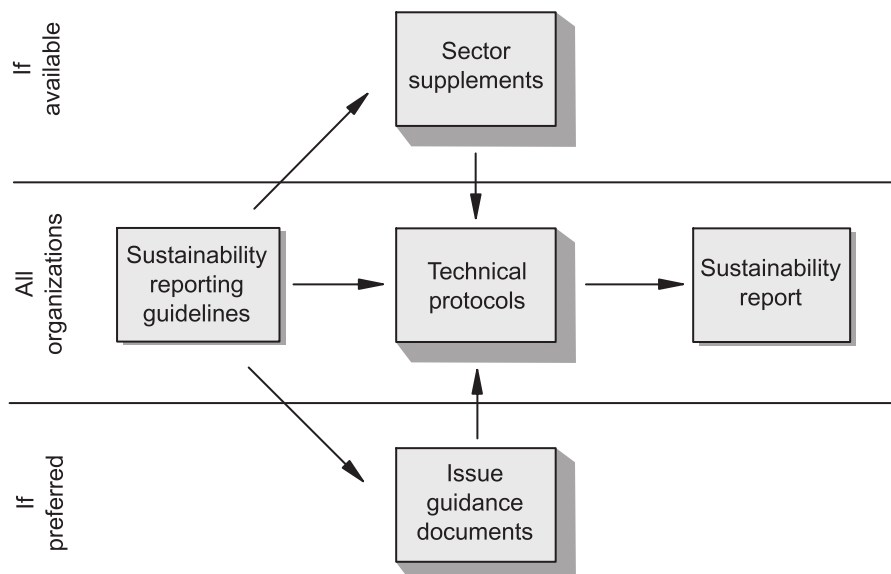 If
available
Sector
supplements
All
organizations
Sustainability
reporting
guidelines
Technical
protocols
Sustainability
report
If
preferred
Issue
guidance
documents